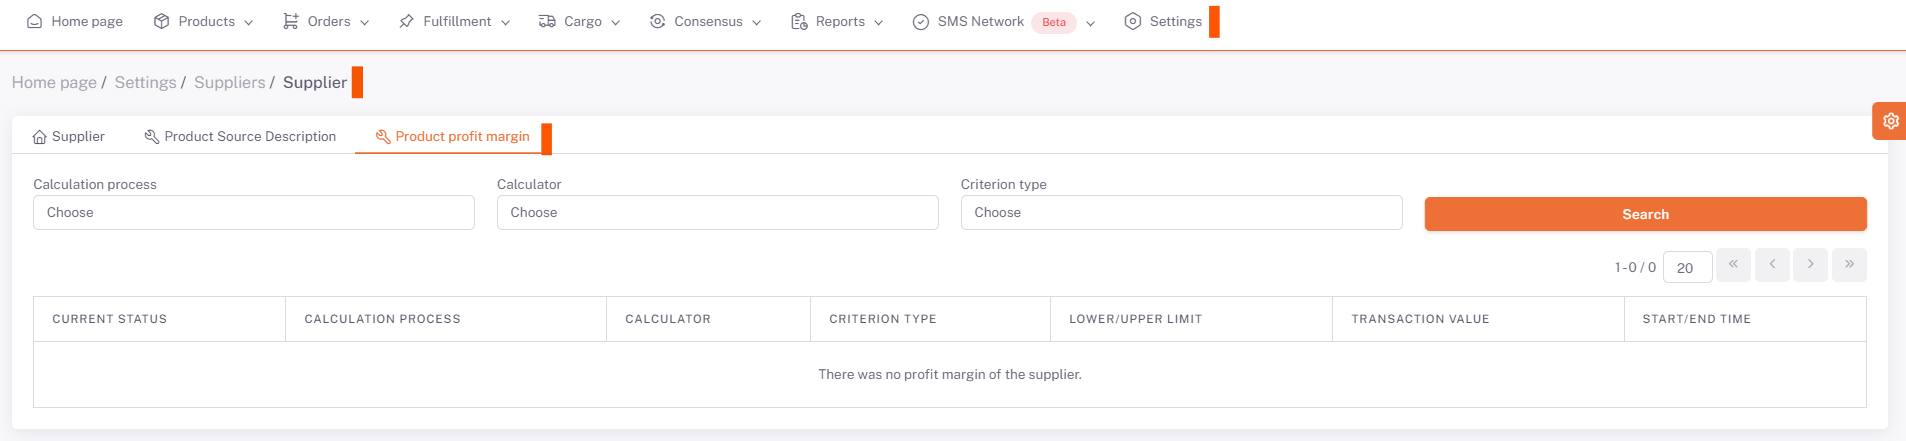 Home page Products Orders Fulfillment Cargo Consensus Reports SMS Network Beta Settings
Home page / Settings / Suppliers / Supplier
Supplier Product Source Description Product profit margin
Calculation process Calculator Criterion type
Choose Choose Choose Search
1 - 0 / 0 20 « ‹ › »
CURRENT STATUS CALCULATION PROCESS CALCULATOR CRITERION TYPE LOWER/UPPER LIMIT TRANSACTION VALUE START/END TIME
There was no profit margin of the supplier.